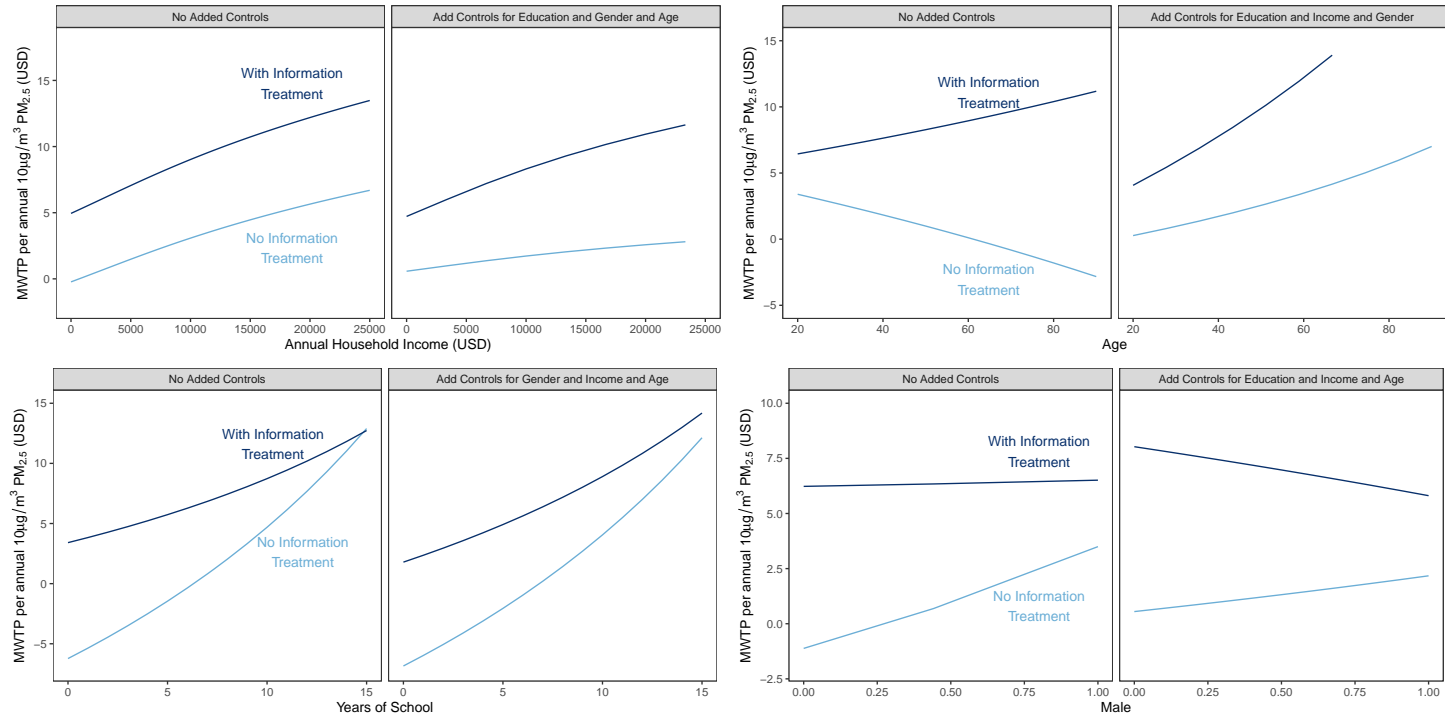 No Added Controls
Add Controls for Education and Gender and Age
MWTP per annual 10μg/m³ PM₂.₅ (USD)
15
10
5
0
With Information
Treatment
No Information
Treatment
0
5000
10000
15000
20000
25000
0
5000
10000
15000
20000
25000
Annual Household Income (USD)
No Added Controls
Add Controls for Education and Income and Gender
MWTP per annual 10μg/m³ PM₂.₅ (USD)
15
10
5
0
−5
With Information
Treatment
No Information
Treatment
20
40
60
80
20
40
60
80
Age
No Added Controls
Add Controls for Gender and Income and Age
MWTP per annual 10μg/m³ PM₂.₅ (USD)
15
10
5
0
−5
With Information
Treatment
No Information
Treatment
0
5
10
15
0
5
10
15
Years of School
No Added Controls
Add Controls for Education and Income and Age
MWTP per annual 10μg/m³ PM₂.₅ (USD)
10.0
7.5
5.0
2.5
0.0
−2.5
With Information
Treatment
No Information
Treatment
0.00
0.25
0.50
0.75
1.00
0.00
0.25
0.50
0.75
1.00
Male